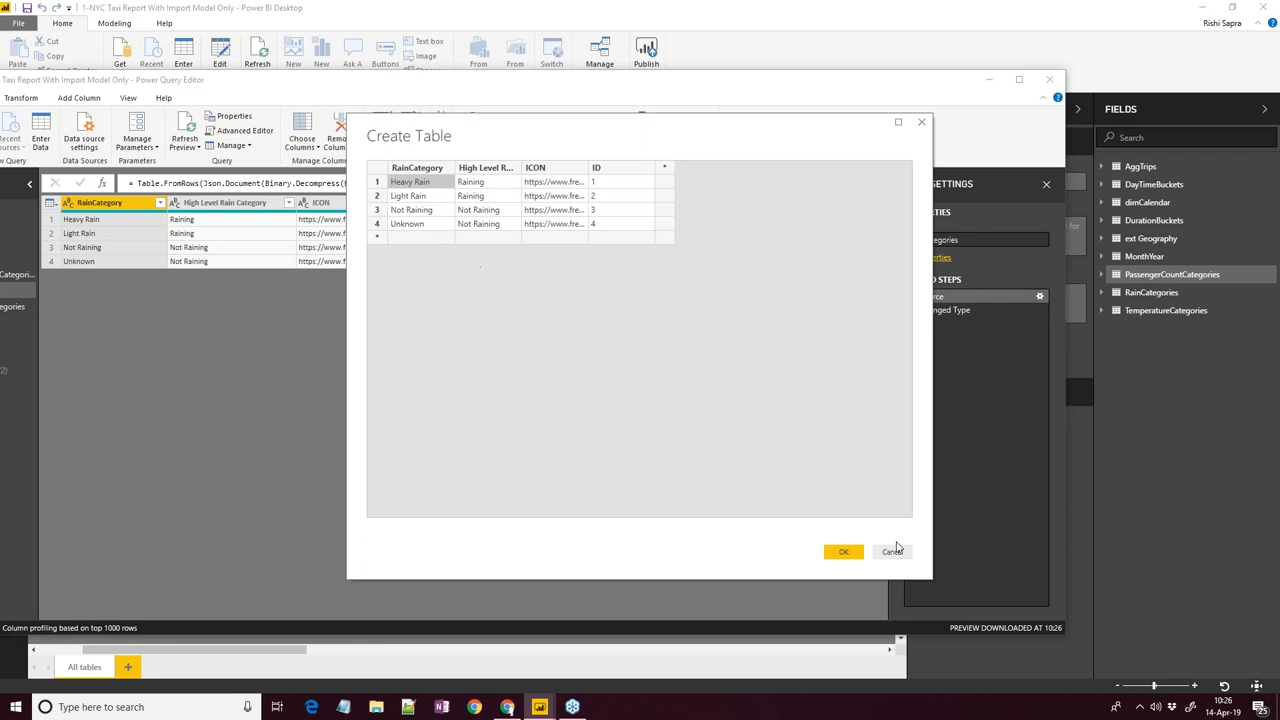 1-NYC Taxi Report With Import Model Only - Power BI Desktop
Rishi Sapra
File Home Modeling Help
Cut
Copy
Paste Get Recent Enter Edit Refresh New New Ask A Buttons Text box Image From From Switch Manage Publish
Taxi Report With Import Model Only - Power Query Editor
Transform Add Column View Help
Enter Data
Data source settings
Manage Parameters
Refresh Preview
Properties
Advanced Editor
Manage
Choose Columns
Data Sources
Parameters
Query
= Table.FromRows(Json.Document(Binary.Decompress(
RainCategory High Level Rain Category ICON
1 Heavy Rain Raining https://www.f
2 Light Rain Raining https://www.f
3 Not Raining Not Raining https://www.f
4 Unknown Not Raining https://www.f
Create Table
RainCategory High Level R... ICON ID *
1 Heavy Rain Raining https://www.fre... 1
2 Light Rain Raining https://www.fre... 2
3 Not Raining Not Raining https://www.fre... 3
4 Unknown Not Raining https://www.fre... 4
*
OK
SETTINGS
FIELDS
Search
AggTrips
DayTimeBuckets
dimCalendar
DurationBuckets
ext Geography
MonthYear
PassengerCountCategories
RainCategories
TemperatureCategories
Column profiling based on top 1000 rows
PREVIEW DOWNLOADED AT 10:26
All tables
Type here to search
10:26
14-Apr-19